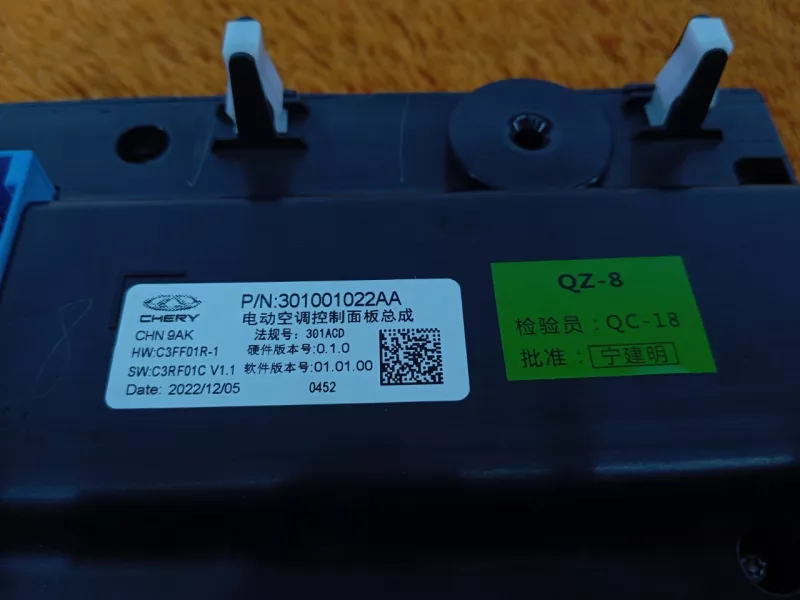 CHERY
P/N:301001022AA
电动空调控制面板总成
CHN 9AK
法规号: 301ACD
HW:C3FF01R-1
硬件版本号:0.1.0
SW:C3RF01C V1.1
软件版本号:01.01.00
Date: 2022/12/05
0452
QZ-8
检验员:QC-18
批准:宁建明